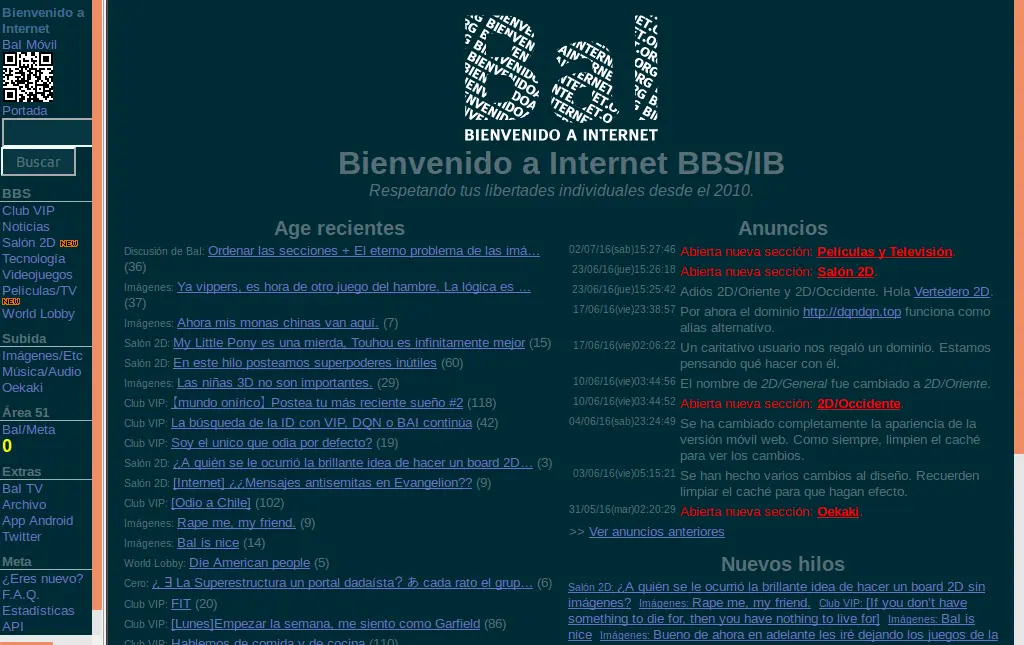 Bienvenido a
Internet
BaI Móvil
Portada
Buscar
BBS
Club VIP
Noticias
Salón 2D NEW
Tecnología
Videojuegos
Peliculas/TV
NEW
World Lobby
Subida
Imágenes/Etc
Música/Audio
Oekaki
Área 51
BaI/Meta
0
Extras
BaI TV
Archivo
App Android
Twitter
Meta
¿Eres nuevo?
F.A.Q.
Estadísticas
API
BaI
BIENVENIDO A INTERNET
Bienvenido a Internet BBS/IB
Respetando tus libertades individuales desde el 2010.
Age recientes
Discusión de BaI: Ordenar las secciones + El eterno problema de las imá…
(36)
Imágenes: Ya vippers, es hora de otro juego del hambre. La lógica es …
(37)
Imágenes: Ahora mis monas chinas van aquí. (7)
Salón 2D: My Little Pony es una mierda, Touhou es infinitamente mejor (15)
Salón 2D: En este hilo posteamos superpoderes inútiles (60)
Imágenes: Las niñas 3D no son importantes. (29)
Club VIP: 【mundo onírico】 Postea tu más reciente sueño #2 (118)
Club VIP: La búsqueda de la ID con VIP, DQN o BAI continúa (42)
Club VIP: Soy el unico que odia por defecto? (19)
Salón 2D: ¿A quién se le ocurrió la brillante idea de hacer un board 2D… (3)
Salón 2D: [Internet] ¿¿Mensajes antisemitas en Evangelion?? (9)
Club VIP: [Odio a Chile] (102)
Imágenes: Rape me, my friend. (9)
Imágenes: BaI is nice (14)
World Lobby: Die American people (5)
Cero: ¿ ∃ La Superestructura un portal dadaísta? あ cada rato el grup… (6)
Club VIP: FIT (20)
Club VIP: [Lunes]Empezar la semana, me siento como Garfield (86)
Club VIP: Hablemos de comida y de cocina (110)
Anuncios
02/07/16(sab)15:27:46 Abierta nueva sección: Películas y Televisión.
23/06/16(jue)15:26:18 Abierta nueva sección: Salón 2D.
23/06/16(jue)15:25:42 Adiós 2D/Oriente y 2D/Occidente. Hola Vertedero 2D.
17/06/16(vie)23:38:57 Por ahora el dominio http://dqndqn.top funciona como
alias alternativo.
17/06/16(vie)02:06:22 Un caritativo usuario nos regaló un dominio. Estamos
pensando qué hacer con él.
10/06/16(vie)03:44:56 El nombre de 2D/General fue cambiado a 2D/Oriente.
10/06/16(vie)03:44:52 Abierta nueva sección: 2D/Occidente.
04/06/16(sab)23:24:49 Se ha cambiado completamente la apariencia de la
versión móvil web. Como siempre, limpien el caché
para ver los cambios.
03/06/16(vie)05:15:21 Se han hecho varios cambios al diseño. Recuerden
limpiar el caché para que hagan efecto.
31/05/16(mar)02:20:29 Abierta nueva sección: Oekaki.
>> Ver anuncios anteriores
Nuevos hilos
Salón 2D: ¿A quién se le ocurrió la brillante idea de hacer un board 2D sin
imágenes? Imágenes: Rape me, my friend. Club VIP: [If you don't have
something to die for, then you have nothing to live for] Imágenes: BaI is
nice Imágenes: Bueno de ahora en adelante les iré dejando los juegos de la